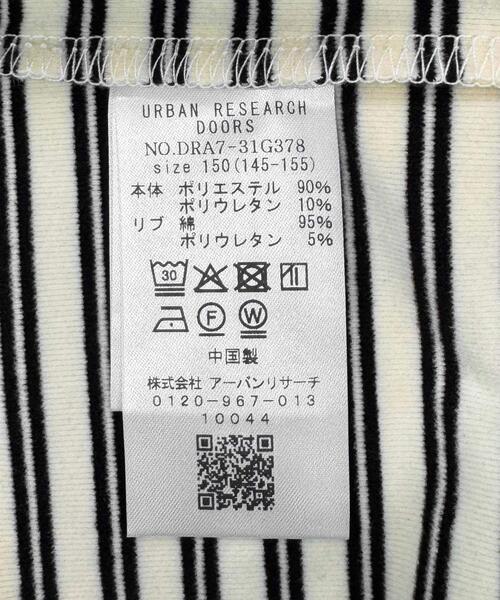 URBAN RESEARCH
DOORS
NO.DRA7-31G378
size 150(145-155)
本体 ポリエステル 90%
ポリウレタン 10%
リブ 綿 95%
ポリウレタン 5%
30
F W
中国製
株式会社 アーバンリサーチ
0120-967-013
10044